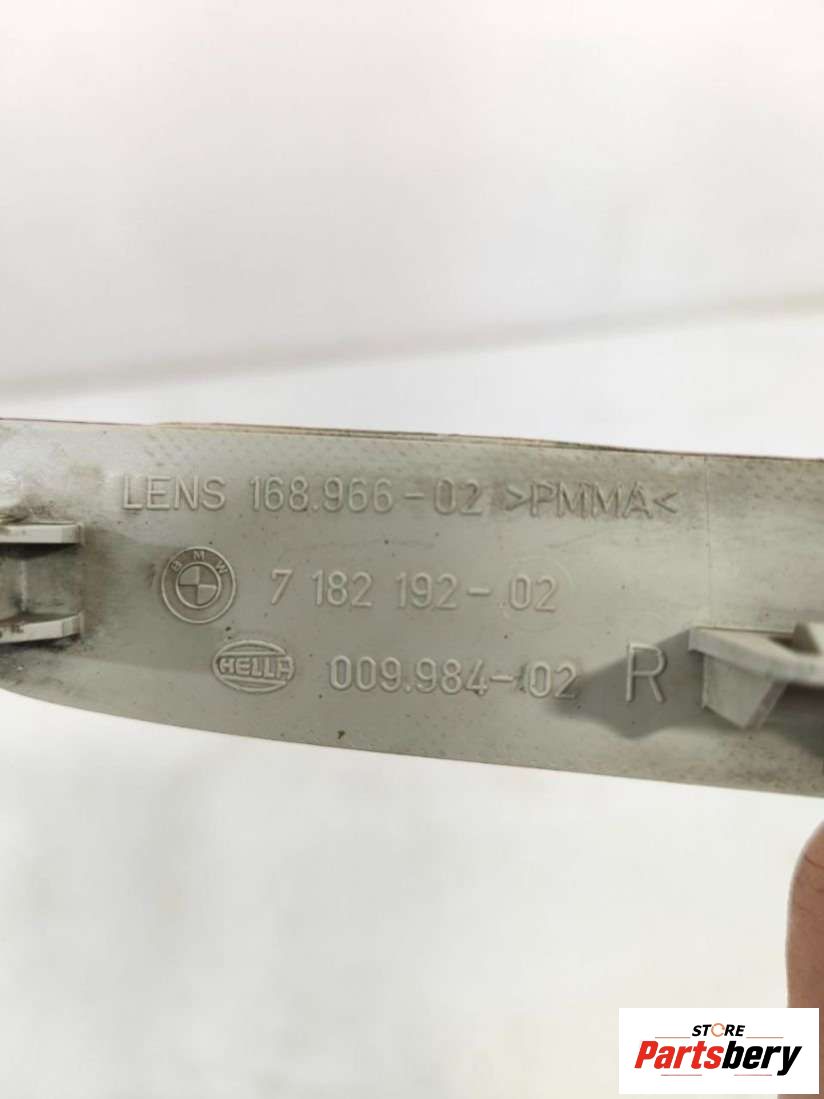 LENS 168.966-02 >PMMA<
BMW 7 182 192-02
HELLA 009.984-02 R
STORE
Partsbery